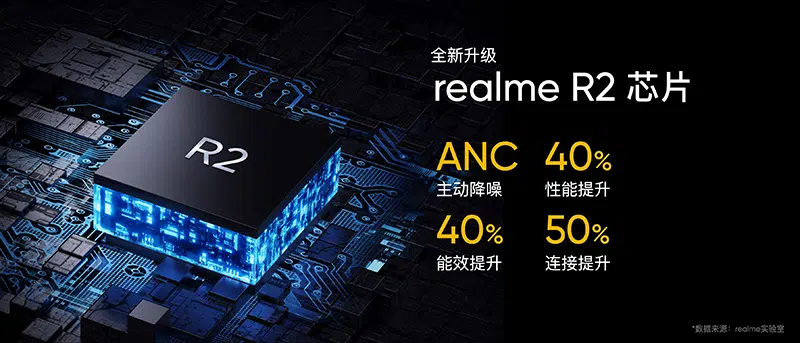 R2
全新升级
realme R2 芯片
ANC 40%
主动降噪 性能提升
40% 50%
能效提升 连接提升
*数据来源：realme实验室